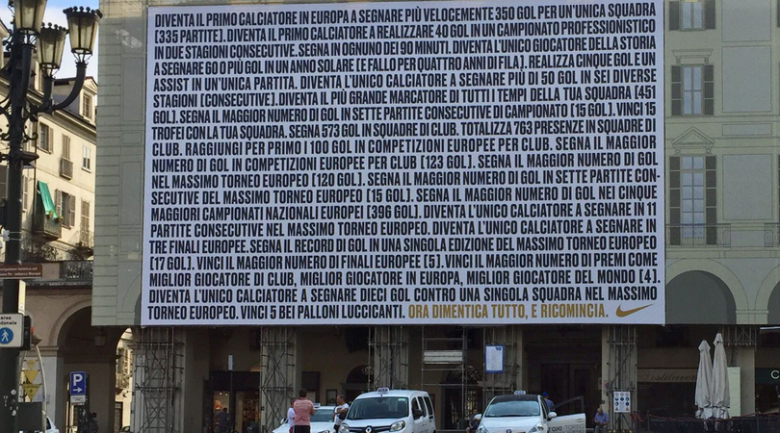 DIVENTA IL PRIMO CALCIATORE IN EUROPA A SEGNARE PIÙ VELOCEMENTE 350 GOL PER UN'UNICA SQUADRA
[335 PARTITE]. DIVENTA IL PRIMO CALCIATORE A REALIZZARE 40 GOL IN UN CAMPIONATO PROFESSIONISTICO
IN DUE STAGIONI CONSECUTIVE. SEGNA IN OGNUNO DEI 90 MINUTI. DIVENTA L'UNICO GIOCATORE DELLA STORIA
A SEGNARE 60 O PIÙ GOL IN UN ANNO SOLARE [E FALLO PER QUATTRO ANNI DI FILA]. REALIZZA CINQUE GOL E UN
ASSIST IN UN'UNICA PARTITA. DIVENTA L'UNICO CALCIATORE A SEGNARE PIÙ DI 50 GOL IN SEI DIVERSE
STAGIONI [CONSECUTIVE]. DIVENTA IL PIÙ GRANDE MARCATORE DI TUTTI I TEMPI DELLA TUA SQUADRA [451
GOL]. SEGNA IL MAGGIOR NUMERO DI GOL IN SETTE PARTITE CONSECUTIVE DI CAMPIONATO [15 GOL]. VINCI 15
TROFEI CON LA TUA SQUADRA. SEGNA 573 GOL IN SQUADRE DI CLUB. TOTALIZZA 763 PRESENZE IN SQUADRE DI
CLUB. RAGGIUNGI PER PRIMO I 100 GOL IN COMPETIZIONI EUROPEE PER CLUB. SEGNA IL MAGGIOR
NUMERO DI GOL IN COMPETIZIONI EUROPEE PER CLUB [123 GOL]. SEGNA IL MAGGIOR NUMERO DI GOL
NEL MASSIMO TORNEO EUROPEO [120 GOL]. SEGNA IL MAGGIOR NUMERO DI GOL IN SETTE PARTITE CON-
SECUTIVE DEL MASSIMO TORNEO EUROPEO [15 GOL]. SEGNA IL MAGGIOR NUMERO DI GOL NEI CINQUE
MAGGIORI CAMPIONATI NAZIONALI EUROPEI [396 GOL]. DIVENTA L'UNICO CALCIATORE A SEGNARE IN 11
PARTITE CONSECUTIVE NEL MASSIMO TORNEO EUROPEO. DIVENTA L'UNICO CALCIATORE A SEGNARE IN
TRE FINALI EUROPEE. SEGNA IL RECORD DI GOL IN UNA SINGOLA EDIZIONE DEL MASSIMO TORNEO EUROPEO
[17 GOL]. VINCI IL MAGGIOR NUMERO DI FINALI EUROPEE [5]. VINCI IL MAGGIOR NUMERO DI PREMI COME
MIGLIOR GIOCATORE DI CLUB, MIGLIOR GIOCATORE IN EUROPA, MIGLIOR GIOCATORE DEL MONDO [4].
DIVENTA L'UNICO CALCIATORE A SEGNARE DIECI GOL CONTRO UNA SINGOLA SQUADRA NEL MASSIMO
TORNEO EUROPEO. VINCI 5 BEI PALLONI LUCCICANTI. ORA DIMENTICA TUTTO, E RICOMINCIA.
P